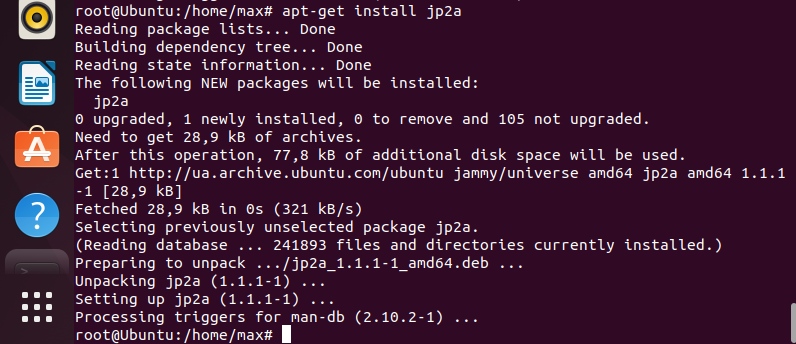 root@Ubuntu:/home/max# apt-get install jp2a
Reading package lists... Done
Building dependency tree... Done
Reading state information... Done
The following NEW packages will be installed:
  jp2a
0 upgraded, 1 newly installed, 0 to remove and 105 not upgraded.
Need to get 28,9 kB of archives.
After this operation, 77,8 kB of additional disk space will be used.
Get:1 http://ua.archive.ubuntu.com/ubuntu jammy/universe amd64 jp2a amd64 1.1.1
-1 [28,9 kB]
Fetched 28,9 kB in 0s (321 kB/s)
Selecting previously unselected package jp2a.
(Reading database ... 241893 files and directories currently installed.)
Preparing to unpack .../jp2a_1.1.1-1_amd64.deb ...
Unpacking jp2a (1.1.1-1) ...
Setting up jp2a (1.1.1-1) ...
Processing triggers for man-db (2.10.2-1) ...
root@Ubuntu:/home/max#